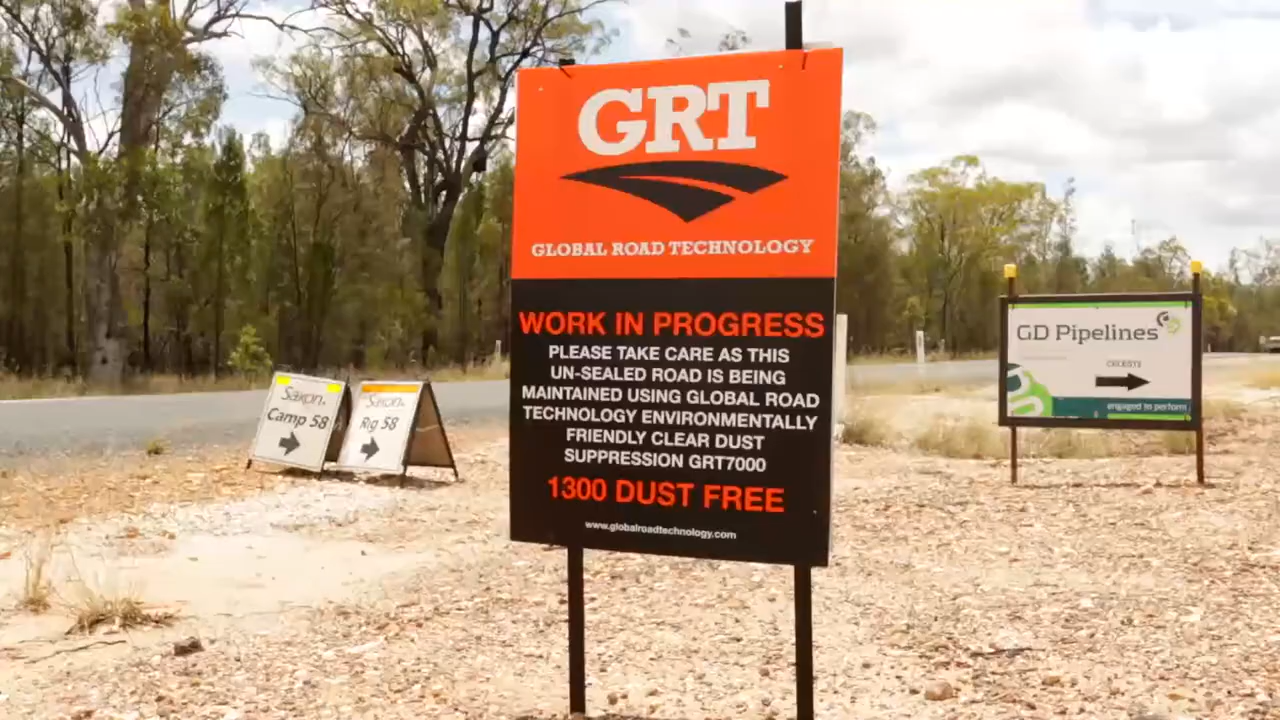 GRT
GLOBAL ROAD TECHNOLOGY
WORK IN PROGRESS
PLEASE TAKE CARE AS THIS
UN-SEALED ROAD IS BEING
MAINTAINED USING GLOBAL ROAD
TECHNOLOGY ENVIRONMENTALLY
FRIENDLY CLEAR DUST
SUPPRESSION GRT7000
1300 DUST FREE
www.globalroadtechnology.com
Saxon
Camp 58
Saxon
Rig 58
GD Pipelines
engaged in perform